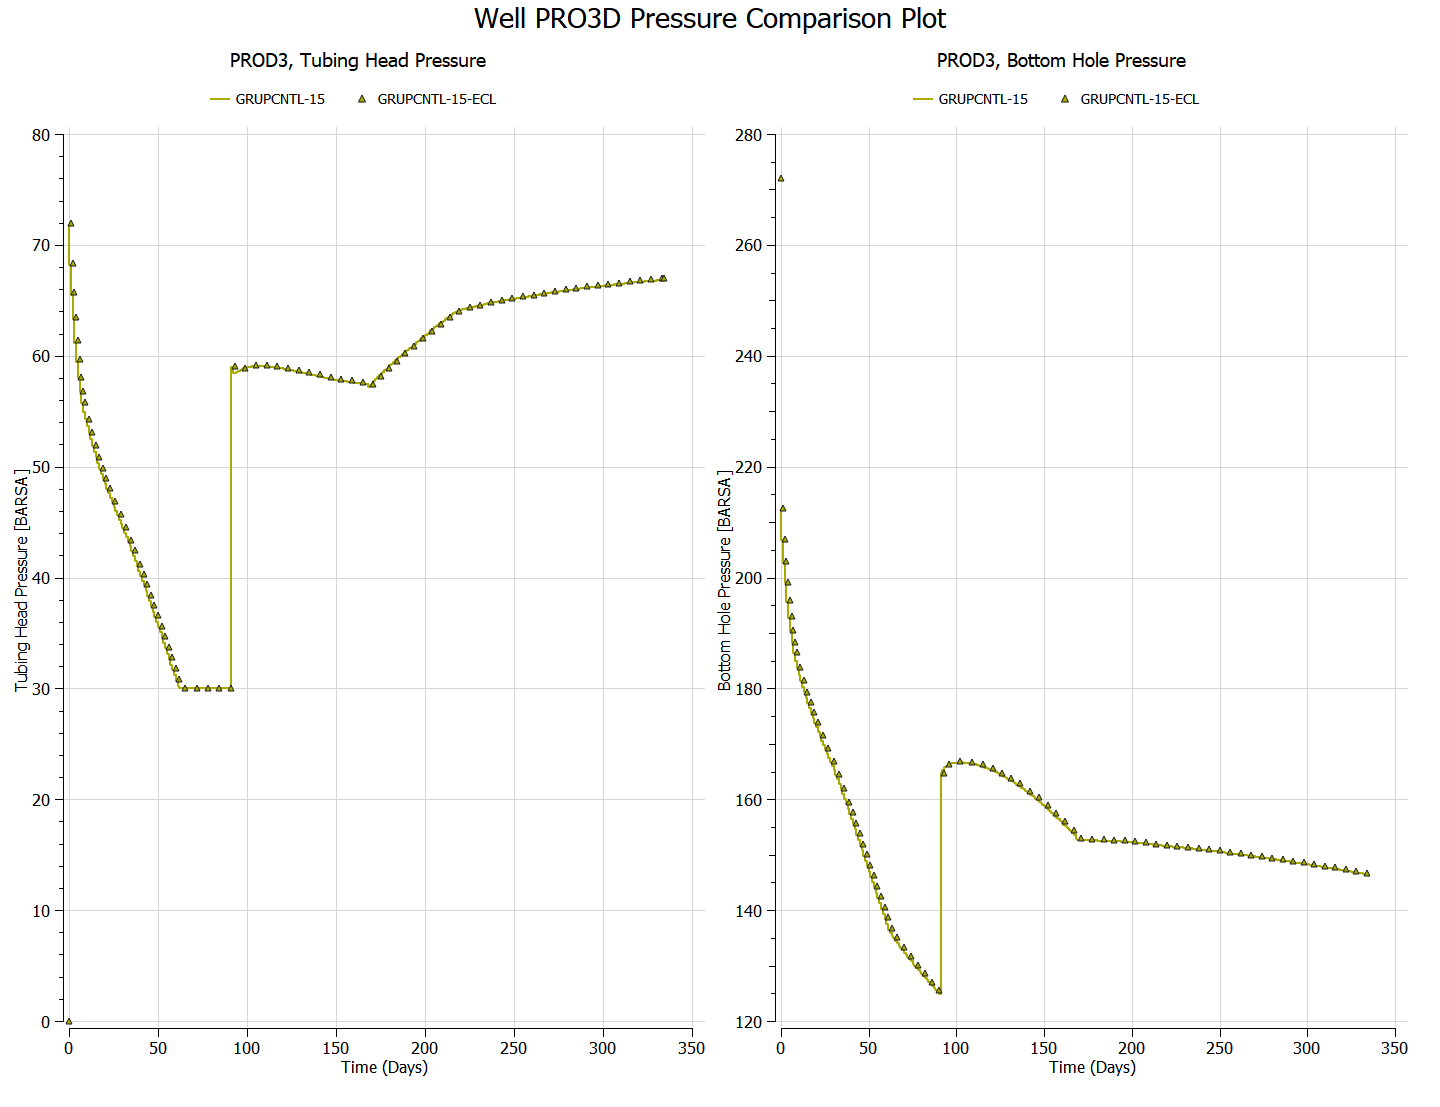 Well PRO3D Pressure Comparison Plot
PROD3, Tubing Head Pressure
GRUPCNTL-15 GRUPCNTL-15-ECL
80
70
60
50
40
30
20
10
0
Tubing Head Pressure [BARSA]
0 50 100 150 200 250 300 350
Time (Days)
PROD3, Bottom Hole Pressure
GRUPCNTL-15 GRUPCNTL-15-ECL
280
260
240
220
200
180
160
140
120
Bottom Hole Pressure [BARSA]
0 50 100 150 200 250 300 350
Time (Days)